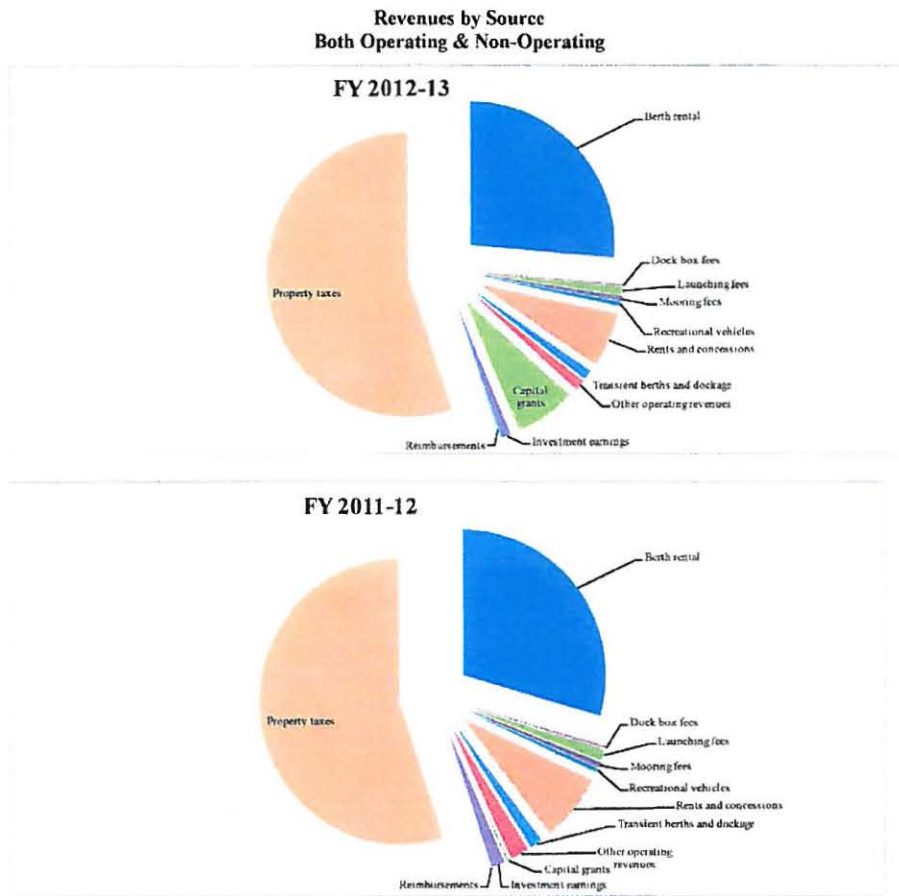 Revenues by Source
Both Operating & Non-Operating
FY 2012-13
Berth rental
Dock box fees
Launching fees
Mooring fees
Recreational vehicles
Rents and concessions
Transient berths and dockage
Other operating revenues
Capital
grants
Investment earnings
Reimbursements
Property taxes
FY 2011-12
Berth rental
Dock box fees
Launching fees
Mooring fees
Recreational vehicles
Rents and concessions
Transient berths and dockage
Other operating
revenues
Capital grants
Investment earnings
Reimbursements
Property taxes